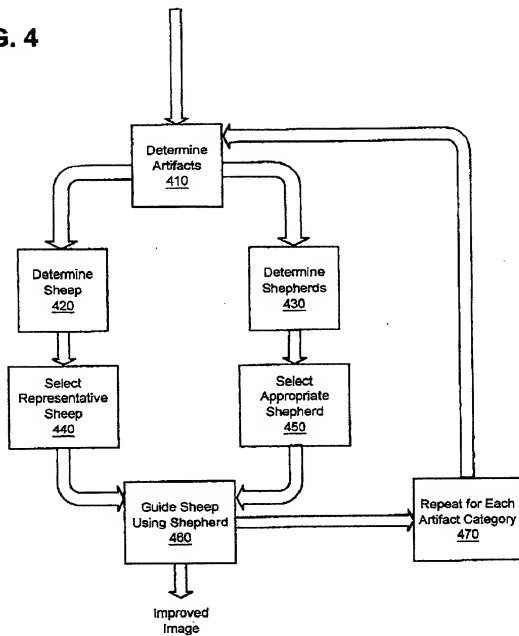 G. 4
Determine
Artifacts
410
Determine
Sheep
420
Determine
Shepherds
430
Select
Representative
Sheep
440
Select
Appropriate
Shepherd
450
Guide Sheep
Using Shepherd
460
Repeat for Each
Artifact Category
470
Improved
Image